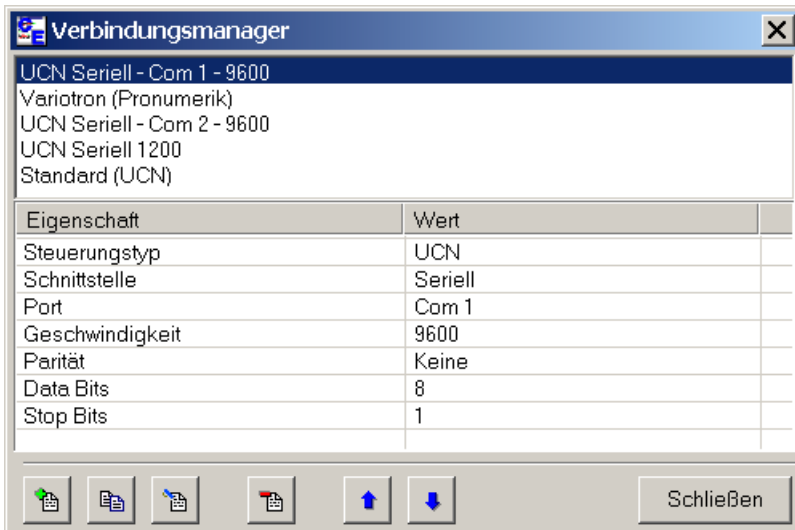 Verbindungsmanager
UCN Seriell - Com 1 - 9600
Variotron (Pronumerik)
UCN Seriell - Com 2 - 9600
UCN Seriell 1200
Standard (UCN)
Eigenschaft Wert
Steuerungstyp UCN
Schnittstelle Seriell
Port Com 1
Geschwindigkeit 9600
Parität Keine
Data Bits 8
Stop Bits 1
Schließen